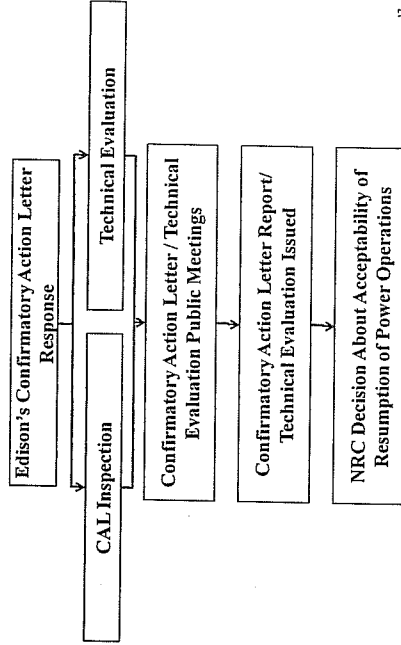 Edison's Confirmatory Action Letter
Response
CAL Inspection
Technical Evaluation
Confirmatory Action Letter / Technical
Evaluation Public Meetings
Confirmatory Action Letter Report/
Technical Evaluation Issued
NRC Decision About Acceptability of
Resumption of Power Operations